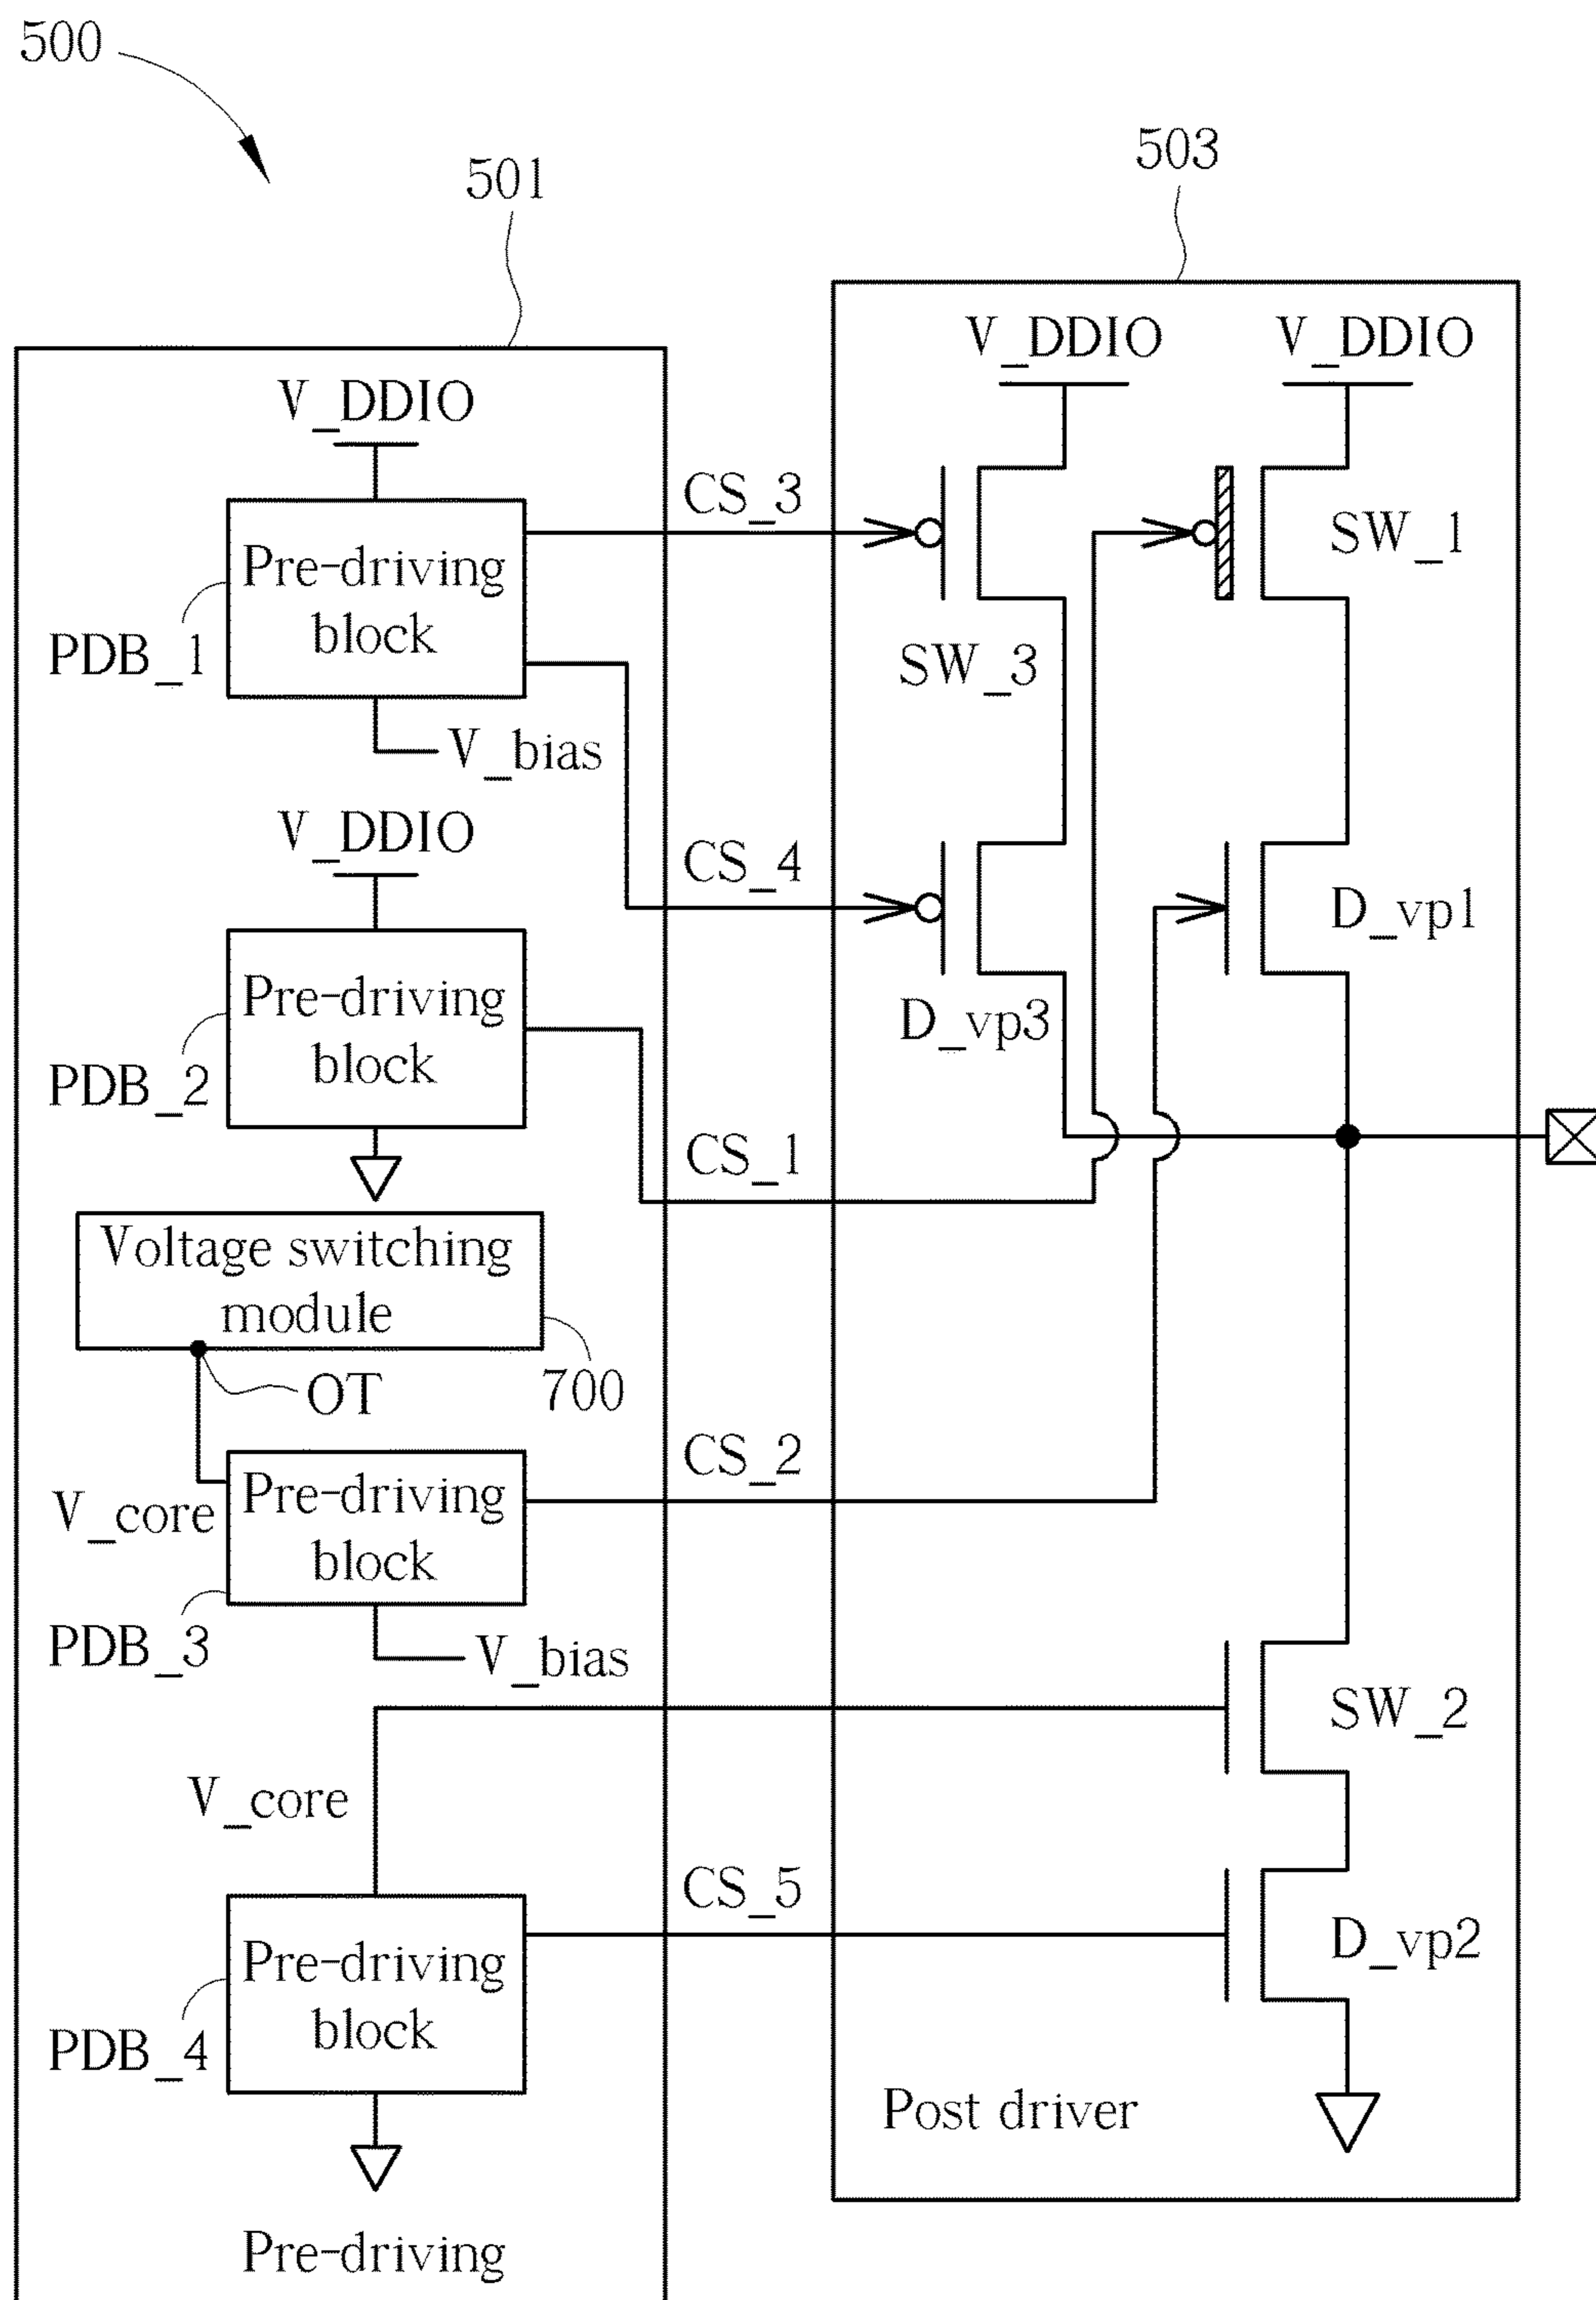 500
501
503
V_DDIO
V_DDIO
V_DDIO
CS_3
Pre-driving
block
PDB_1
SW_1
SW_3
V_bias
V_DDIO
CS_4
D_vp1
Pre-driving
block
D_vp3
PDB_2
CS_1
Voltage switching
module
OT
700
CS_2
V_core
Pre-driving
block
PDB_3
V_bias
SW_2
V_core
CS_5
Pre-driving
block
D_vp2
PDB_4
Post driver
Pre-driving